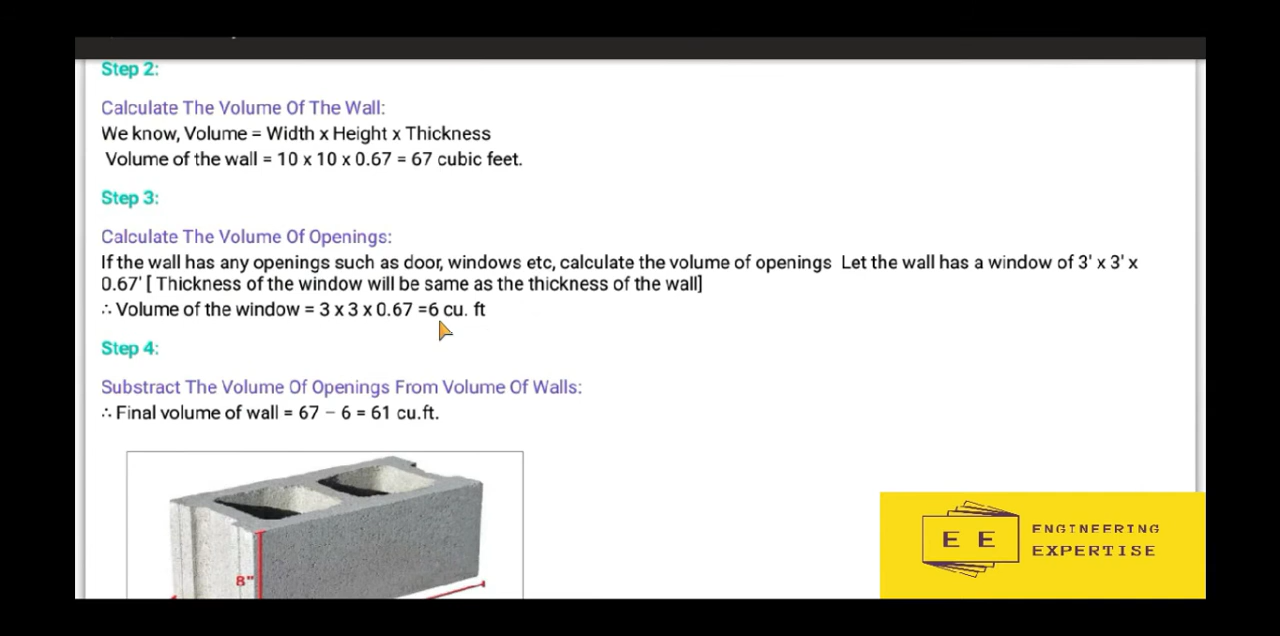 Step 2:
Calculate The Volume Of The Wall:
We know, Volume = Width x Height x Thickness
Volume of the wall = 10 x 10 x 0.67 = 67 cubic feet.
Step 3:
Calculate The Volume Of Openings:
If the wall has any openings such as door, windows etc, calculate the volume of openings Let the wall has a window of 3' x 3' x
0.67' [ Thickness of the window will be same as the thickness of the wall]
∴ Volume of the window = 3 x 3 x 0.67 =6 cu. ft
Step 4:
Substract The Volume Of Openings From Volume Of Walls:
∴ Final volume of wall = 67 – 6 = 61 cu.ft.
8"
E E
ENGINEERING
EXPERTISE